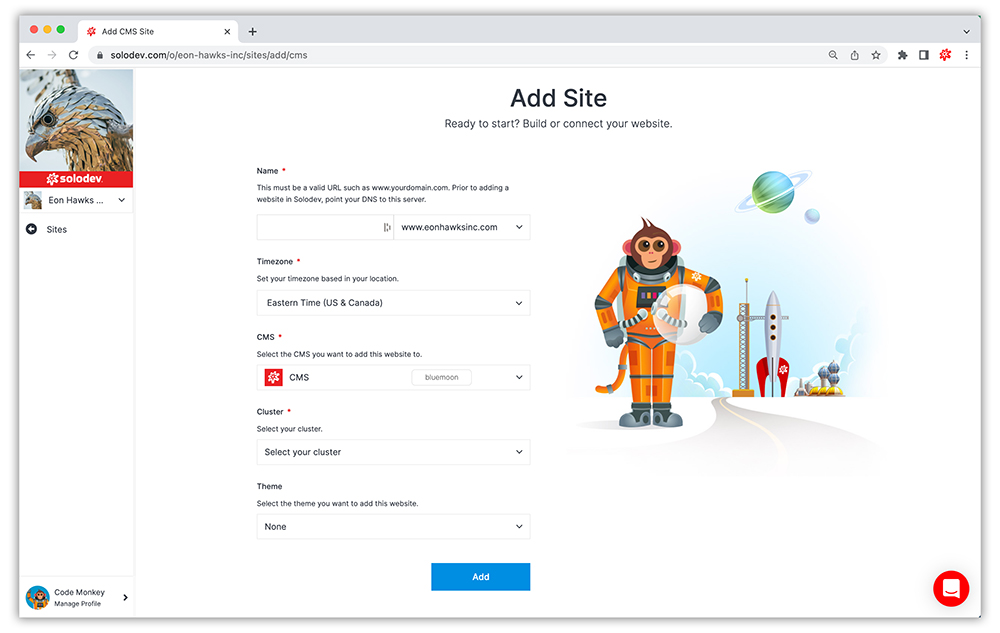 Add CMS Site
solodev.com/o/eon-hawks-inc/sites/add/cms
solodev
Eon Hawks ...
Sites
Add Site
Ready to start? Build or connect your website.
Name *
This must be a valid URL such as www.yourdomain.com. Prior to adding a
website in Solodev, point your DNS to this server.
www.eonhawksinc.com
Timezone *
Set your timezone based in your location.
Eastern Time (US & Canada)
CMS *
Select the CMS you want to add this website to.
CMS bluemoon
Cluster *
Select your cluster.
Select your cluster
Theme
Select the theme you want to add this website.
None
Add
Code Monkey
Manage Profile